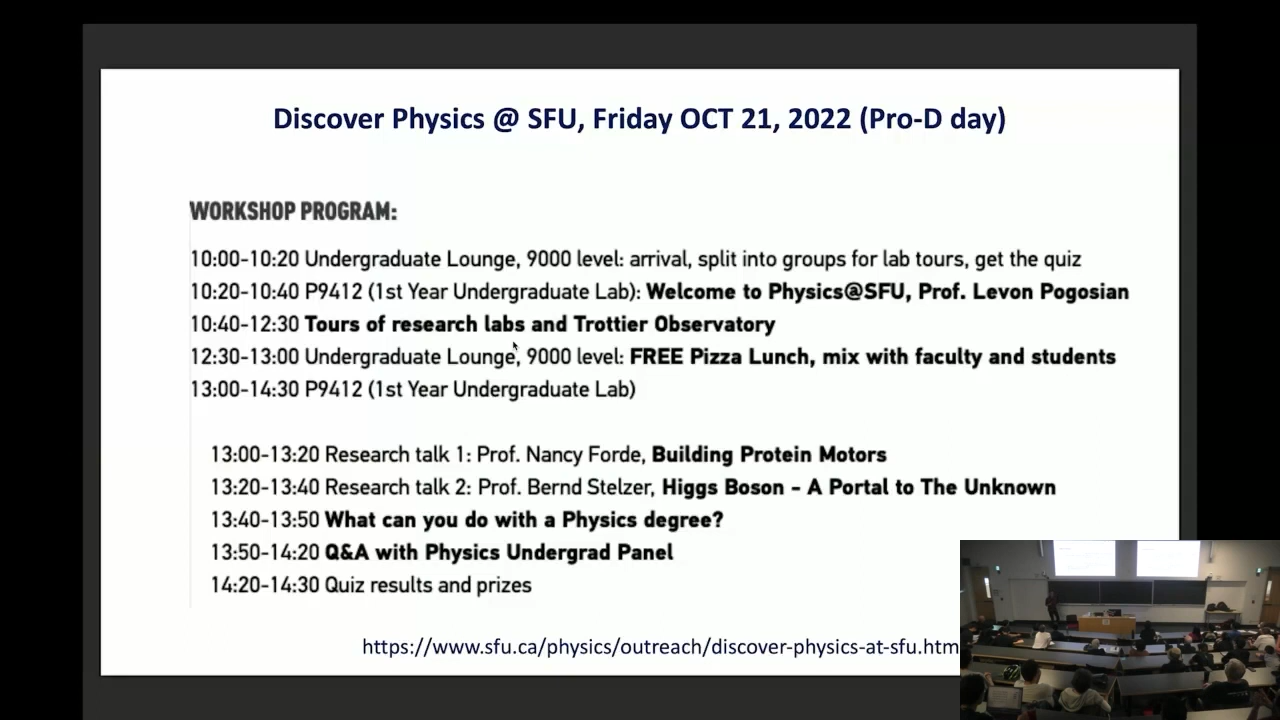 Discover Physics @ SFU, Friday OCT 21, 2022 (Pro-D day)
WORKSHOP PROGRAM:
10:00-10:20 Undergraduate Lounge, 9000 level: arrival, split into groups for lab tours, get the quiz
10:20-10:40 P9412 (1st Year Undergraduate Lab): Welcome to Physics@SFU, Prof. Levon Pogosian
10:40-12:30 Tours of research labs and Trottier Observatory
12:30-13:00 Undergraduate Lounge, 9000 level: FREE Pizza Lunch, mix with faculty and students
13:00-14:30 P9412 (1st Year Undergraduate Lab)
13:00-13:20 Research talk 1: Prof. Nancy Forde, Building Protein Motors
13:20-13:40 Research talk 2: Prof. Bernd Stelzer, Higgs Boson - A Portal to The Unknown
13:40-13:50 What can you do with a Physics degree?
13:50-14:20 Q&A with Physics Undergrad Panel
14:20-14:30 Quiz results and prizes
https://www.sfu.ca/physics/outreach/discover-physics-at-sfu.htm